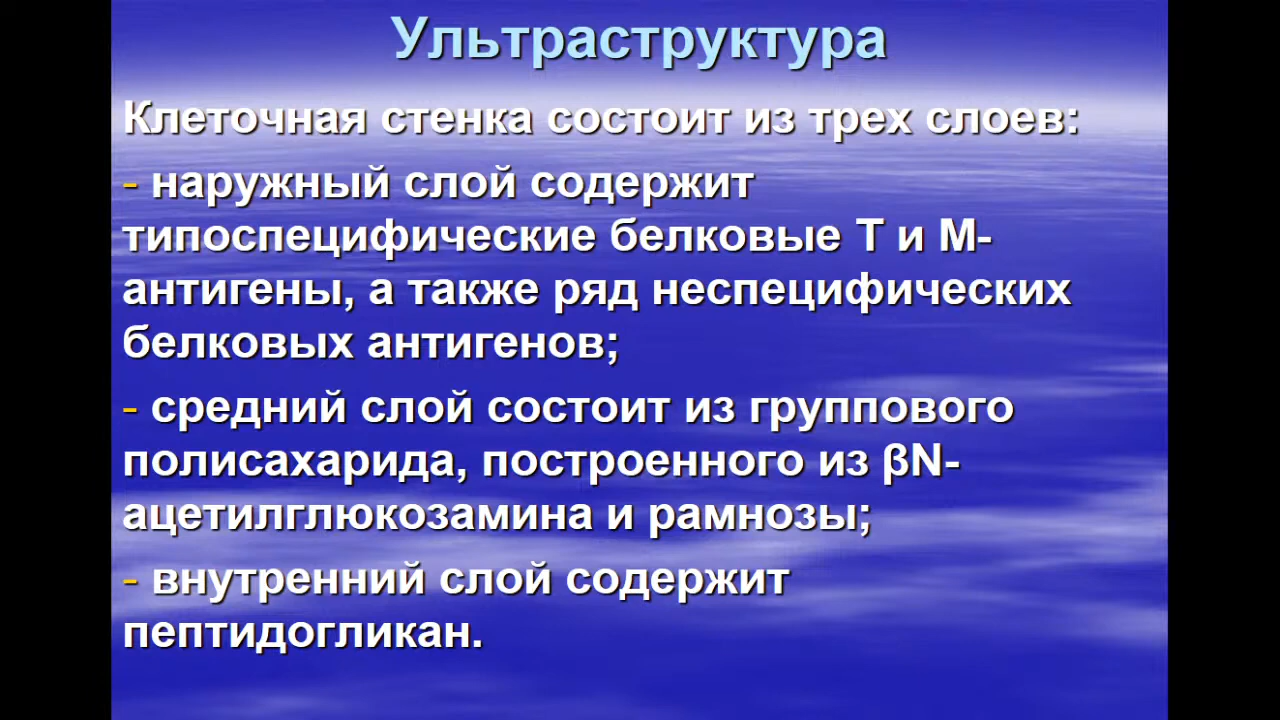 Ультраструктура
Клеточная стенка состоит из трех слоев:
- наружный слой содержит
типоспецифические белковые Т и М-
антигены, а также ряд неспецифических
белковых антигенов;
- средний слой состоит из группового
полисахарида, построенного из βN-
ацетилглюкозамина и рамнозы;
- внутренний слой содержит
пептидогликан.